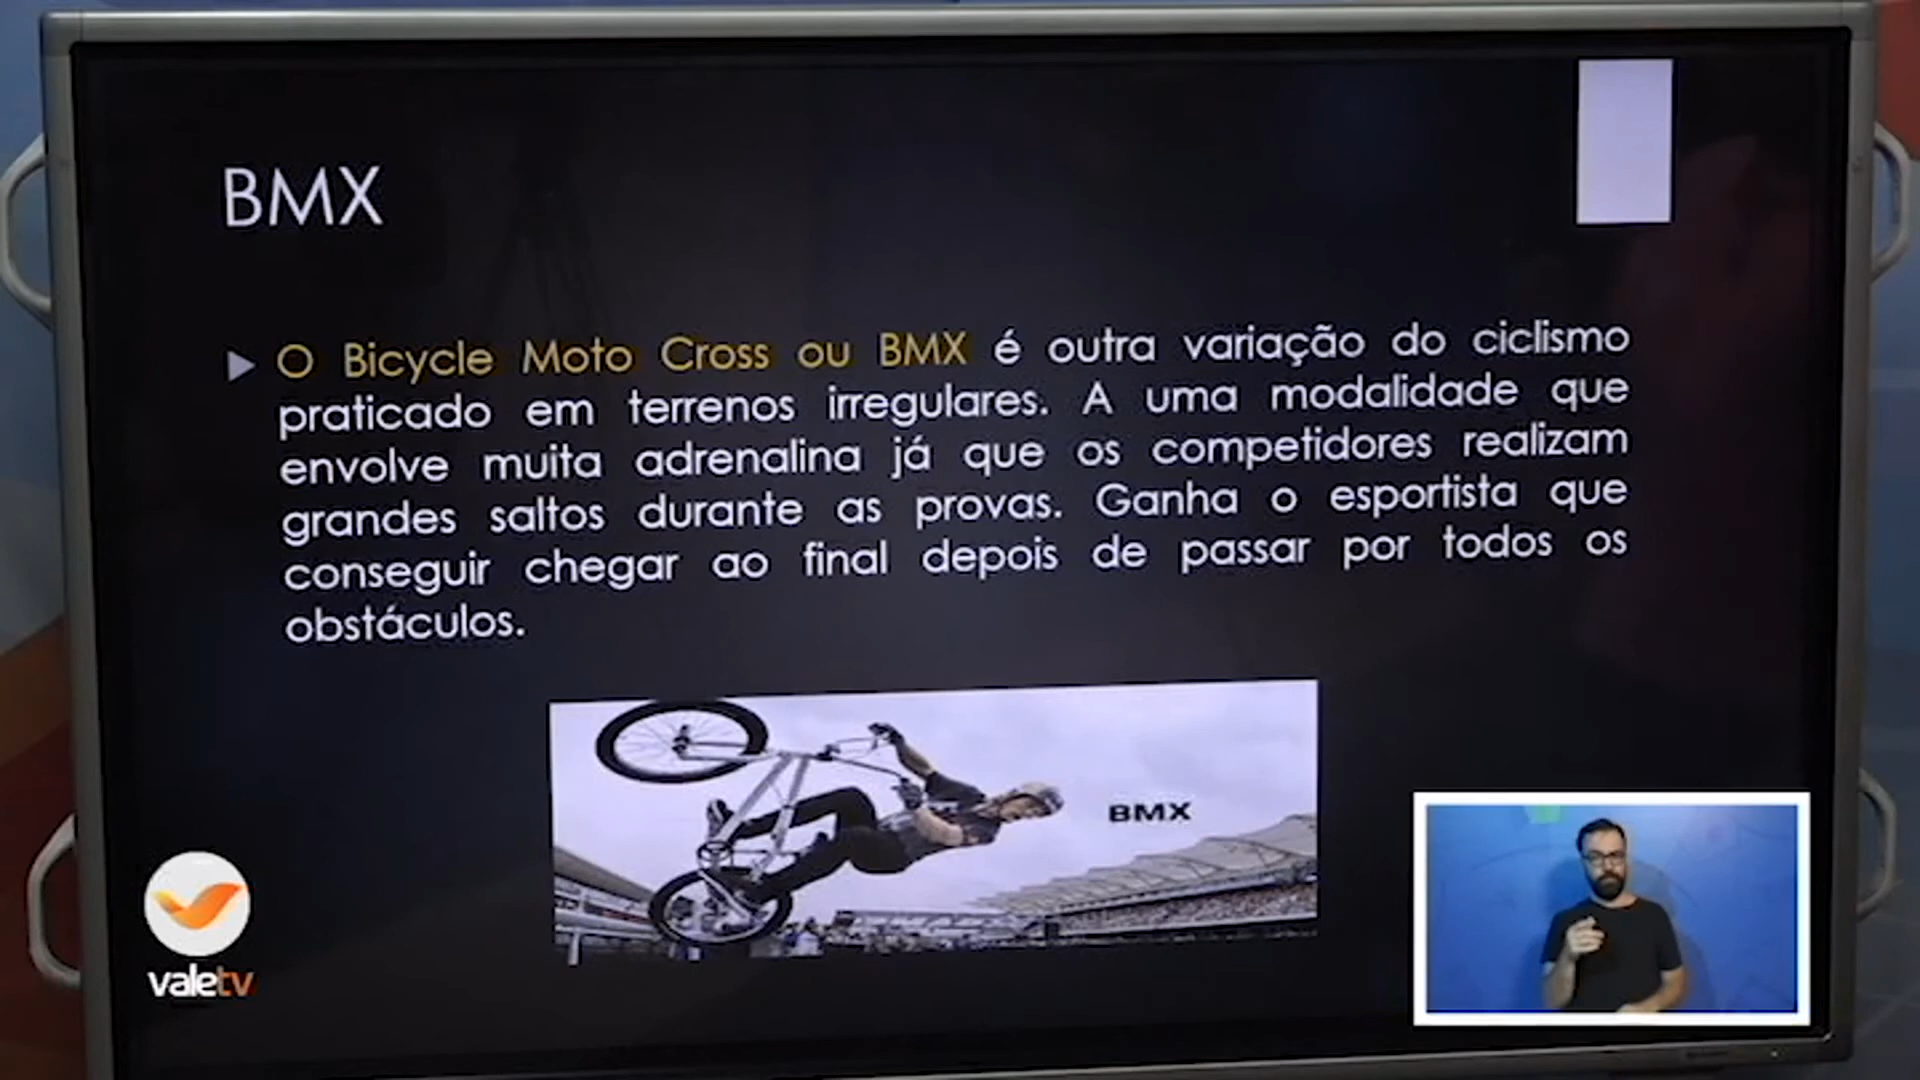 BMX
O Bicycle Moto Cross ou BMX é outra variação do ciclismo
praticado em terrenos irregulares. A uma modalidade que
envolve muita adrenalina já que os competidores realizam
grandes saltos durante as provas. Ganha o esportista que
conseguir chegar ao final depois de passar por todos os
obstáculos.
BMX
valetv